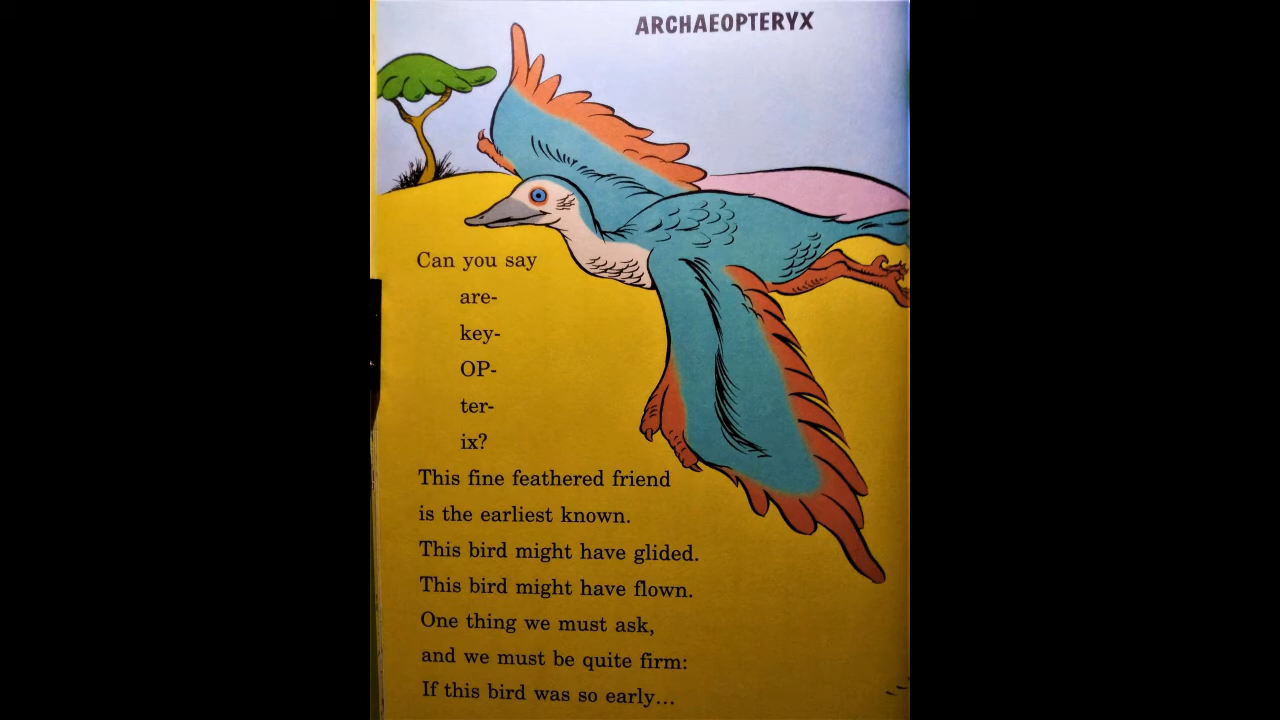 ARCHAEOPTERYX
Can you say
are-
key-
OP-
ter-
ix?
This fine feathered friend
is the earliest known.
This bird might have glided.
This bird might have flown.
One thing we must ask,
and we must be quite firm:
If this bird was so early...